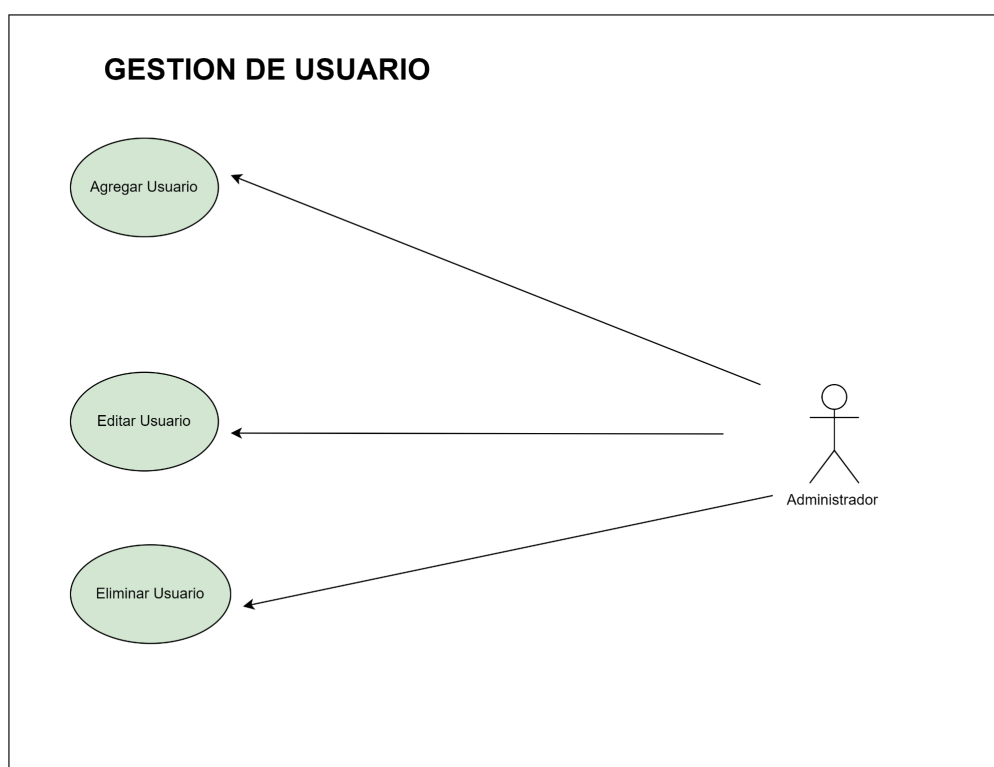 GESTION DE USUARIO
Agregar Usuario
Editar Usuario
Administrador
Eliminar Usuario